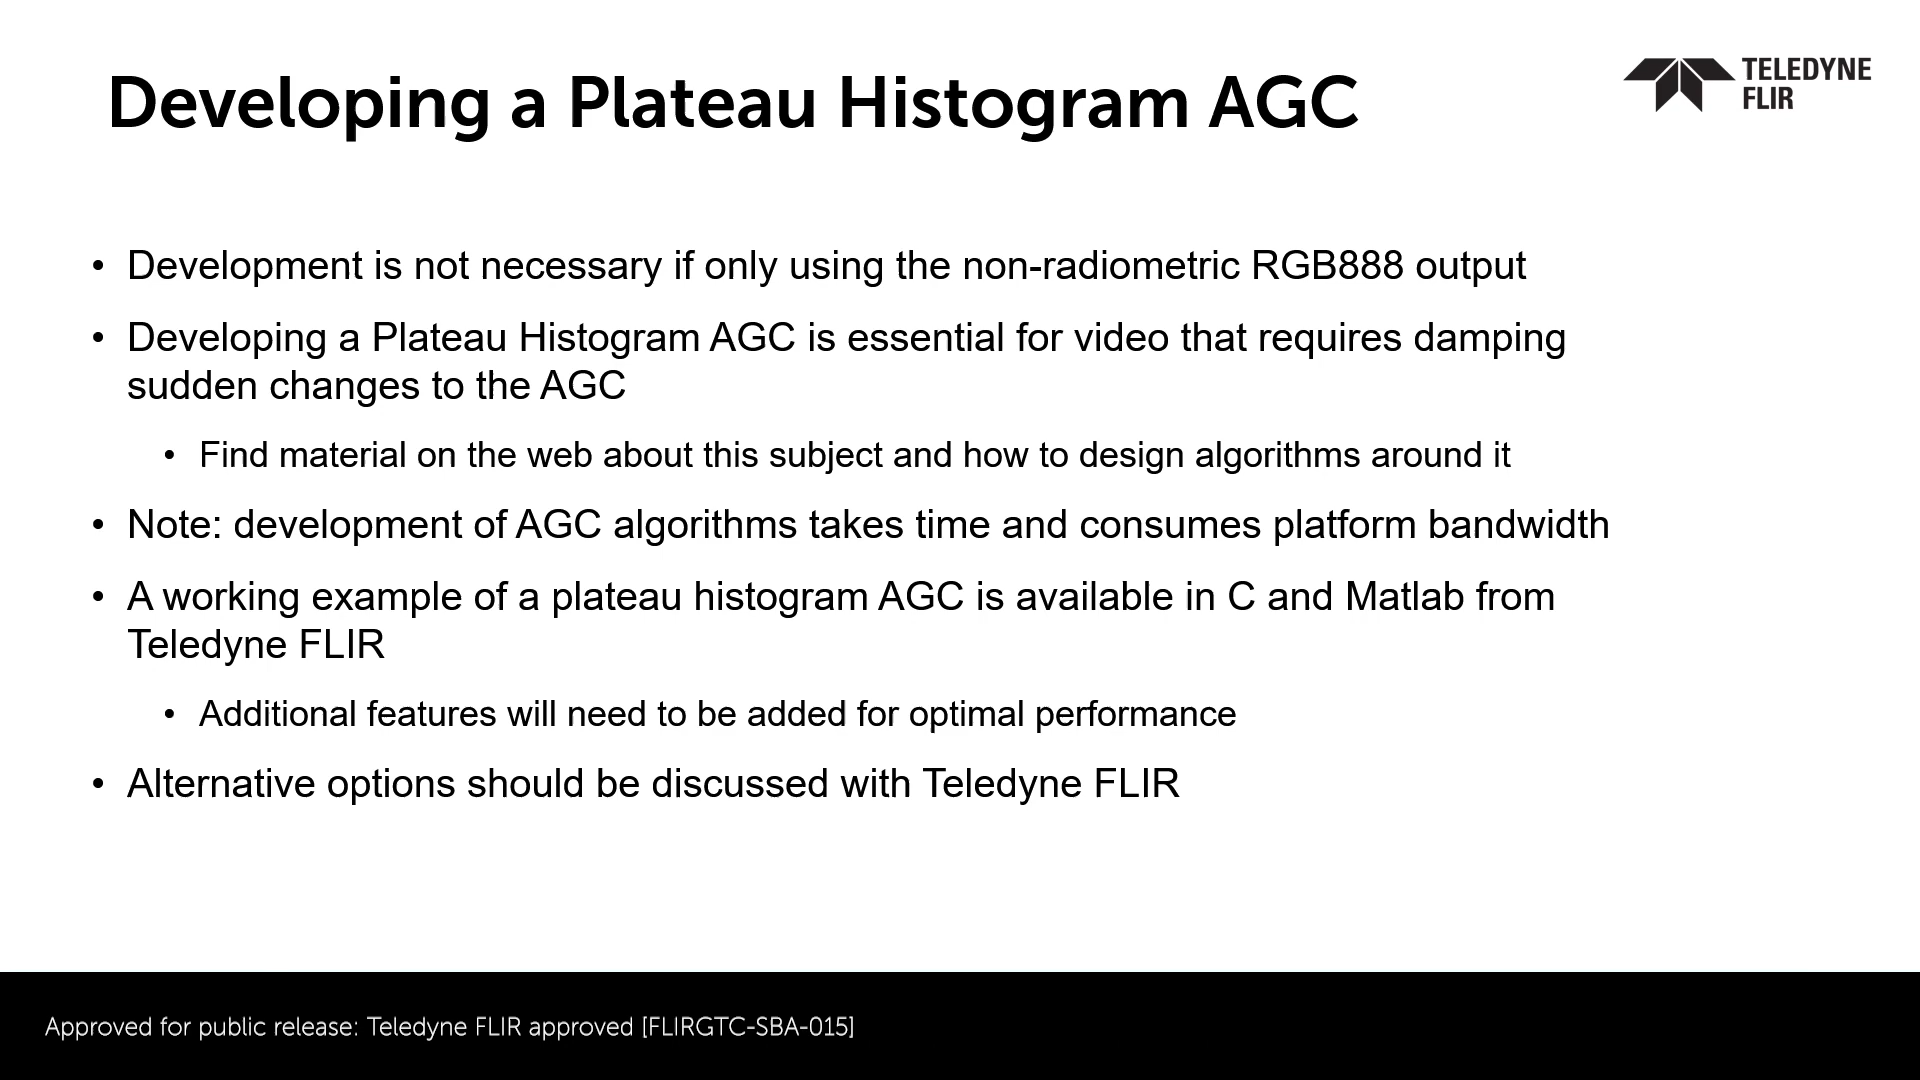 Developing a Plateau Histogram AGC
TELEDYNE
FLIR
• Development is not necessary if only using the non-radiometric RGB888 output
• Developing a Plateau Histogram AGC is essential for video that requires damping
sudden changes to the AGC
• Find material on the web about this subject and how to design algorithms around it
• Note: development of AGC algorithms takes time and consumes platform bandwidth
• A working example of a plateau histogram AGC is available in C and Matlab from
Teledyne FLIR
• Additional features will need to be added for optimal performance
• Alternative options should be discussed with Teledyne FLIR
Approved for public release: Teledyne FLIR approved [FLIRGTC-SBA-015]